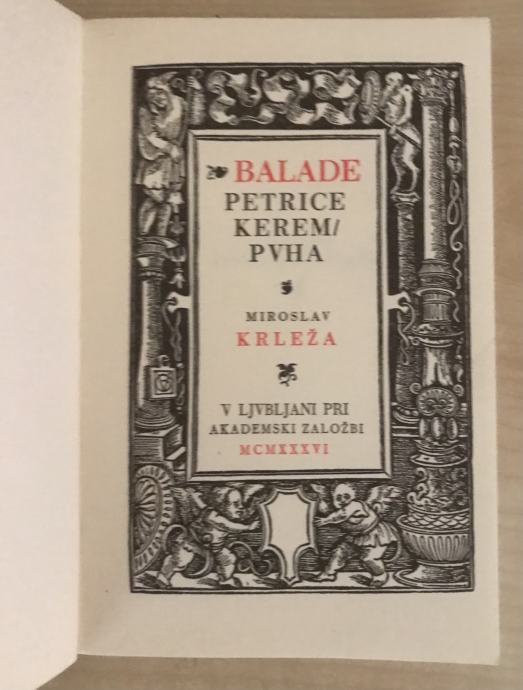 BALADE
PETRICE
KEREM/
PVHA
MIROSLAV
KRLEŽA
V LJVBLJANI PRI
AKADEMSKI ZALOŽBI
MCMXXXVI